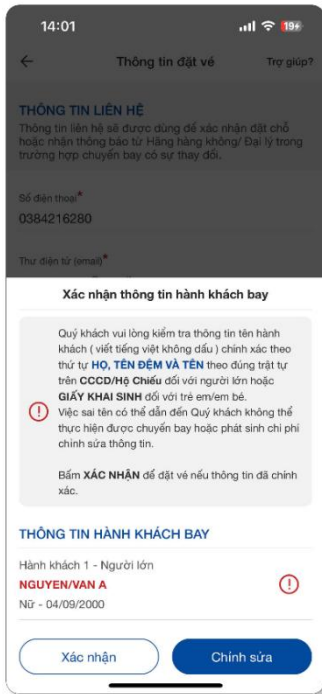 14:01
19+
Thông tin đặt vé
Trợ giúp?
THÔNG TIN LIÊN HỆ
Thông tin liên hệ sẽ được dùng để xác nhận đặt chỗ
hoặc nhận thông báo từ Hãng hàng không/ Đại lý trong
trường hợp chuyến bay có sự thay đổi.
Số điện thoại*
0384216280
Thư điện tử (email)*
Xác nhận thông tin hành khách bay
Quý khách vui lòng kiểm tra thông tin tên hành
khách ( viết tiếng việt không dấu ) chính xác theo
thứ tự HỌ, TÊN ĐỆM VÀ TÊN theo đúng trật tự
trên CCCD/Hộ Chiếu đối với người lớn hoặc
GIẤY KHAI SINH đối với trẻ em/em bé.
Việc sai tên có thể dẫn đến Quý khách không thể
thực hiện được chuyến bay hoặc phát sinh chi phí
chỉnh sửa thông tin.
Bấm XÁC NHẬN để đặt vé nếu thông tin đã chính
xác.
THÔNG TIN HÀNH KHÁCH BAY
Hành khách 1 - Người lớn
NGUYEN/VAN A
Nữ - 04/09/2000
Xác nhận
Chỉnh sửa